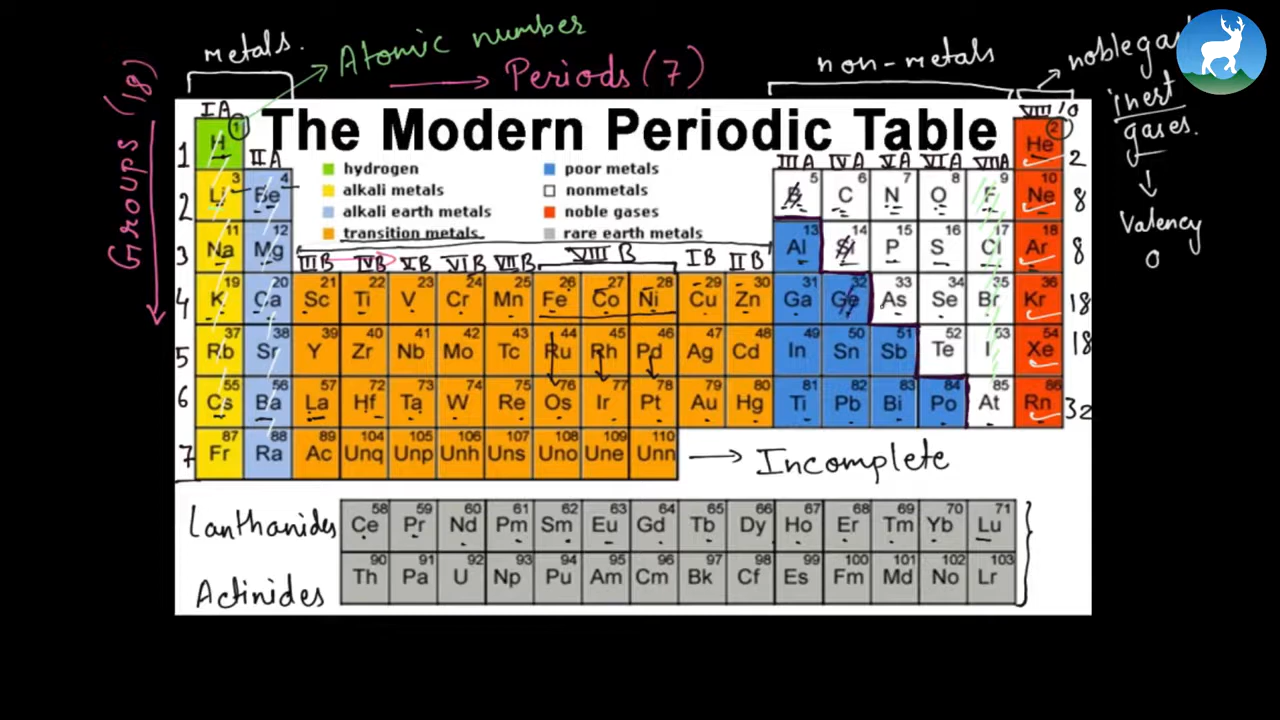 metals.
Atomic number
Periods (7)
non-metals
noble gas
inert
gases.
Valency
0
Groups (18)
The Modern Periodic Table
IA
IIA
IIIA IVA VA VIA VIIA
VIII / 0
hydrogen
alkali metals
alkali earth metals
transition metals
poor metals
nonmetals
noble gases
rare earth metals
IIIB IVB VB VIB VIIB VIII B IB IIB
1 H 1 He 2 2
2 Li 3 Be 4 B 5 C 6 N 7 O 8 F 9 Ne 10 8
3 Na 11 Mg 12 Al 13 Si 14 P 15 S 16 Cl 17 Ar 18 8
4 K 19 Ca 20 Sc 21 Ti 22 V 23 Cr 24 Mn 25 Fe 26 Co 27 Ni 28 Cu 29 Zn 30 Ga 31 Ge 32 As 33 Se 34 Br 35 Kr 36 18
5 Rb 37 Sr 38 Y 39 Zr 40 Nb 41 Mo 42 Tc 43 Ru 44 Rh 45 Pd 46 Ag 47 Cd 48 In 49 Sn 50 Sb 51 Te 52 I 53 Xe 54 18
6 Cs 55 Ba 56 La 57 Hf 72 Ta 73 W 74 Re 75 Os 76 Ir 77 Pt 78 Au 79 Hg 80 Ti 81 Pb 82 Bi 83 Po 84 At 85 Rn 86 32
7 Fr 87 Ra 88 Ac 89 Unq 104 Unp 105 Unh 106 Uns 107 Uno 108 Une 109 Unn 110 Incomplete
Lanthanides Ce 58 Pr 59 Nd 60 Pm 61 Sm 62 Eu 63 Gd 64 Tb 65 Dy 66 Ho 67 Er 68 Tm 69 Yb 70 Lu 71
Actinides Th 90 Pa 91 U 92 Np 93 Pu 94 Am 95 Cm 96 Bk 97 Cf 98 Es 99 Fm 100 Md 101 No 102 Lr 103